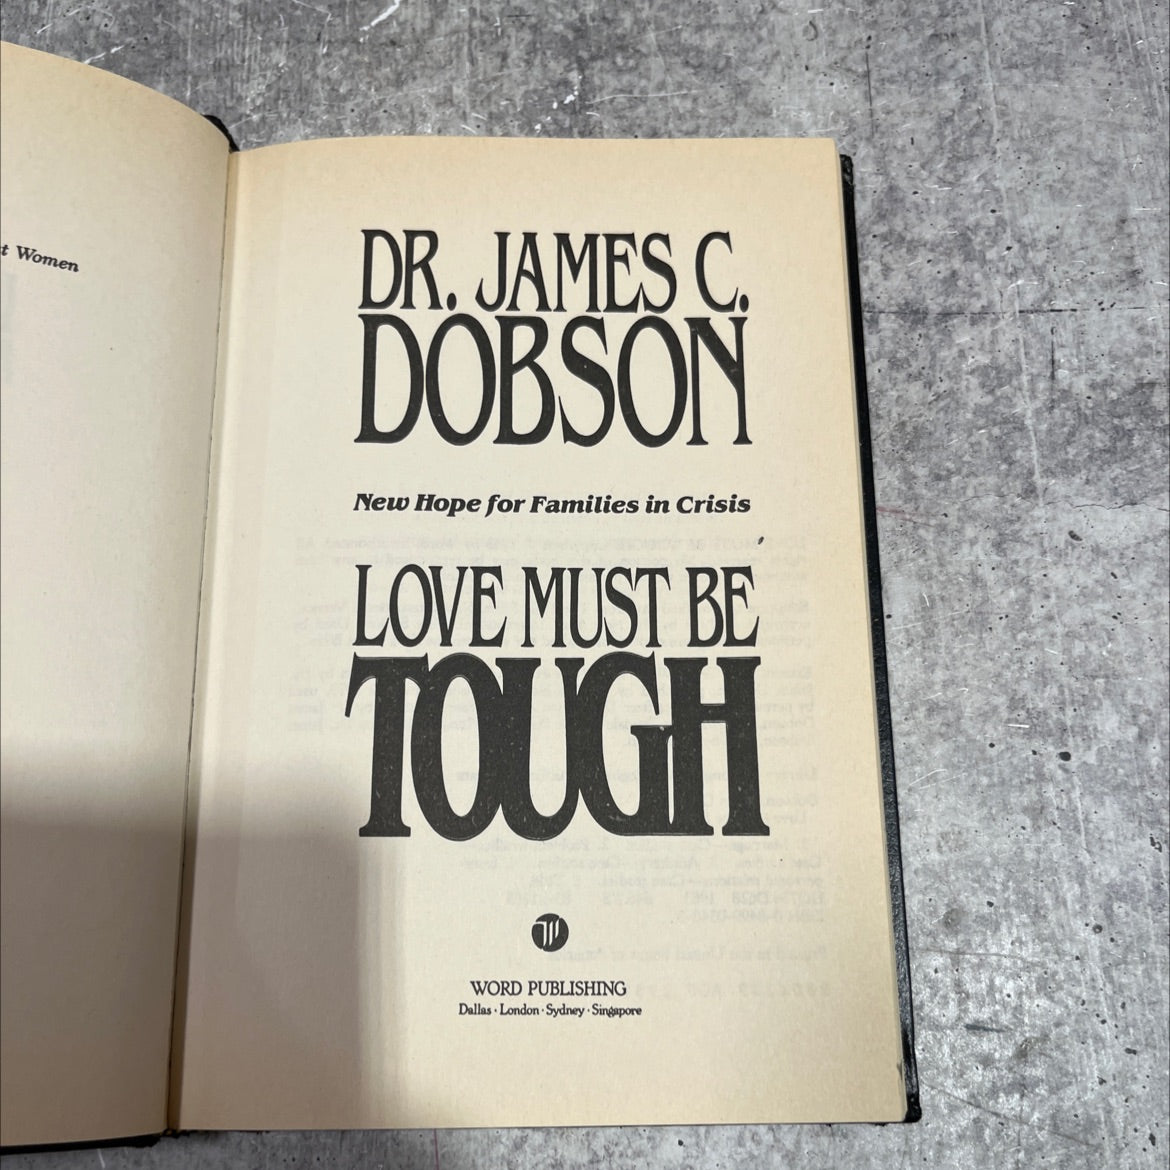 Women
DR. JAMES C.
DOBSON
New Hope for Families in Crisis
LOVE MUST BE
TOUGH
W
WORD PUBLISHING
Dallas · London · Sydney · Singapore